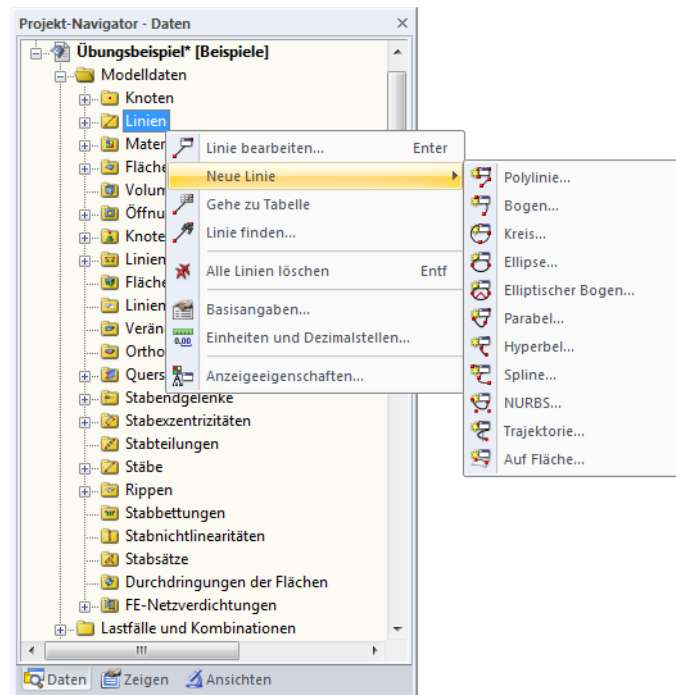 Projekt-Navigator - Daten
Übungsbeispiel* [Beispiele]
Modelldaten
Knoten
Linien
Mater
Fläche
Volum
Öffnu
Knote
Linien
Fläche
Linien
Verän
Ortho
Quers
Stabendgelenke
Stabexzentrizitäten
Stabteilungen
Stäbe
Rippen
Stabbettungen
Stabnichtlinearitäten
Stabsätze
Durchdringungen der Flächen
FE-Netzverdichtungen
Lastfälle und Kombinationen
Daten Zeigen Ansichten
Linie bearbeiten... Enter
Neue Linie
Gehe zu Tabelle
Linie finden...
Alle Linien löschen Entf
Basisangaben...
0,00 Einheiten und Dezimalstellen...
Anzeigeeigenschaften...
Polylinie...
Bogen...
Kreis...
Ellipse...
Elliptischer Bogen...
Parabel...
Hyperbel...
Spline...
NURBS...
Trajektorie...
Auf Fläche...